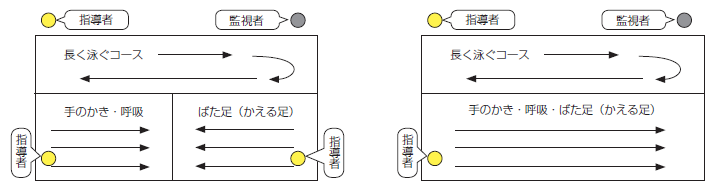 指導者
監視者
長く泳ぐコース
手のかき・呼吸
ばた足（かえる足）
指導者
指導者
指導者
監視者
長く泳ぐコース
手のかき・呼吸・ばた足（かえる足）
指導者